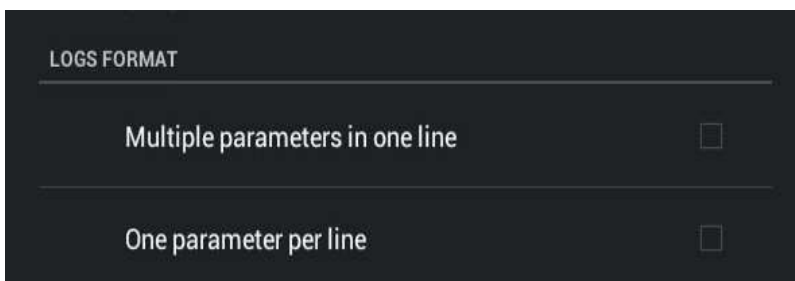 LOGS FORMAT
Multiple parameters in one line
One parameter per line